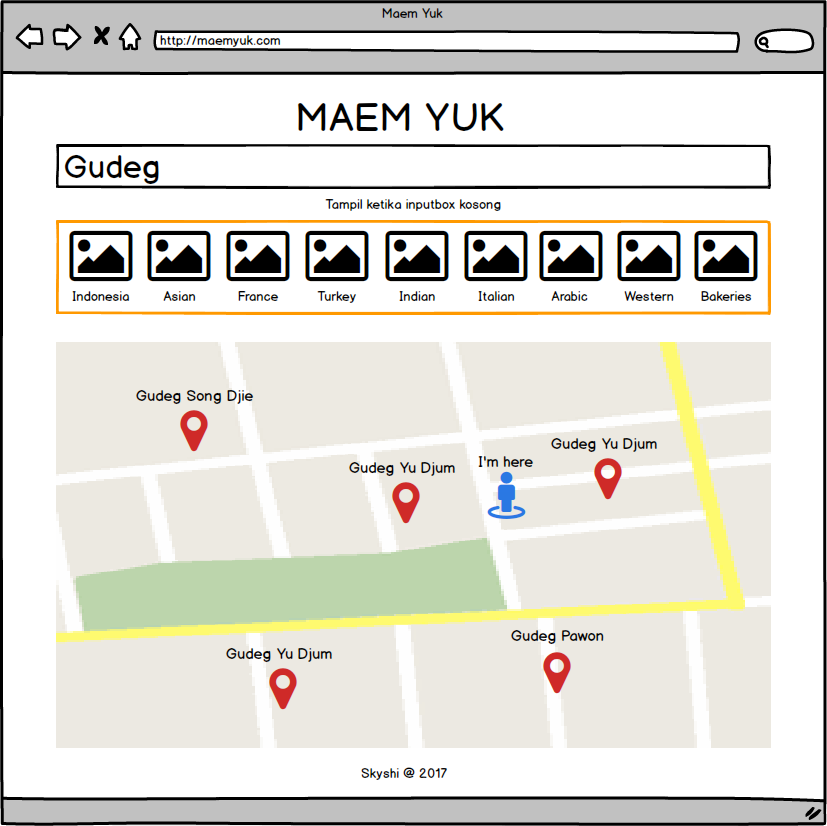 Maem Yuk
http://maemyuk.com
MAEM YUK
Gudeg
Tampil ketika inputbox kosong
Indonesia Asian France Turkey Indian Italian Arabic Western Bakeries
Gudeg Song Djie
Gudeg Yu Djum
I'm here
Gudeg Yu Djum
Gudeg Yu Djum
Gudeg Pawon
Skyshi @ 2017